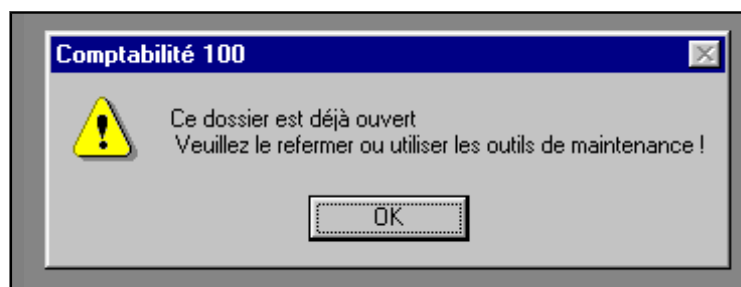 Comptabilité 100
Ce dossier est déjà ouvert
Veuillez le refermer ou utiliser les outils de maintenance !
OK